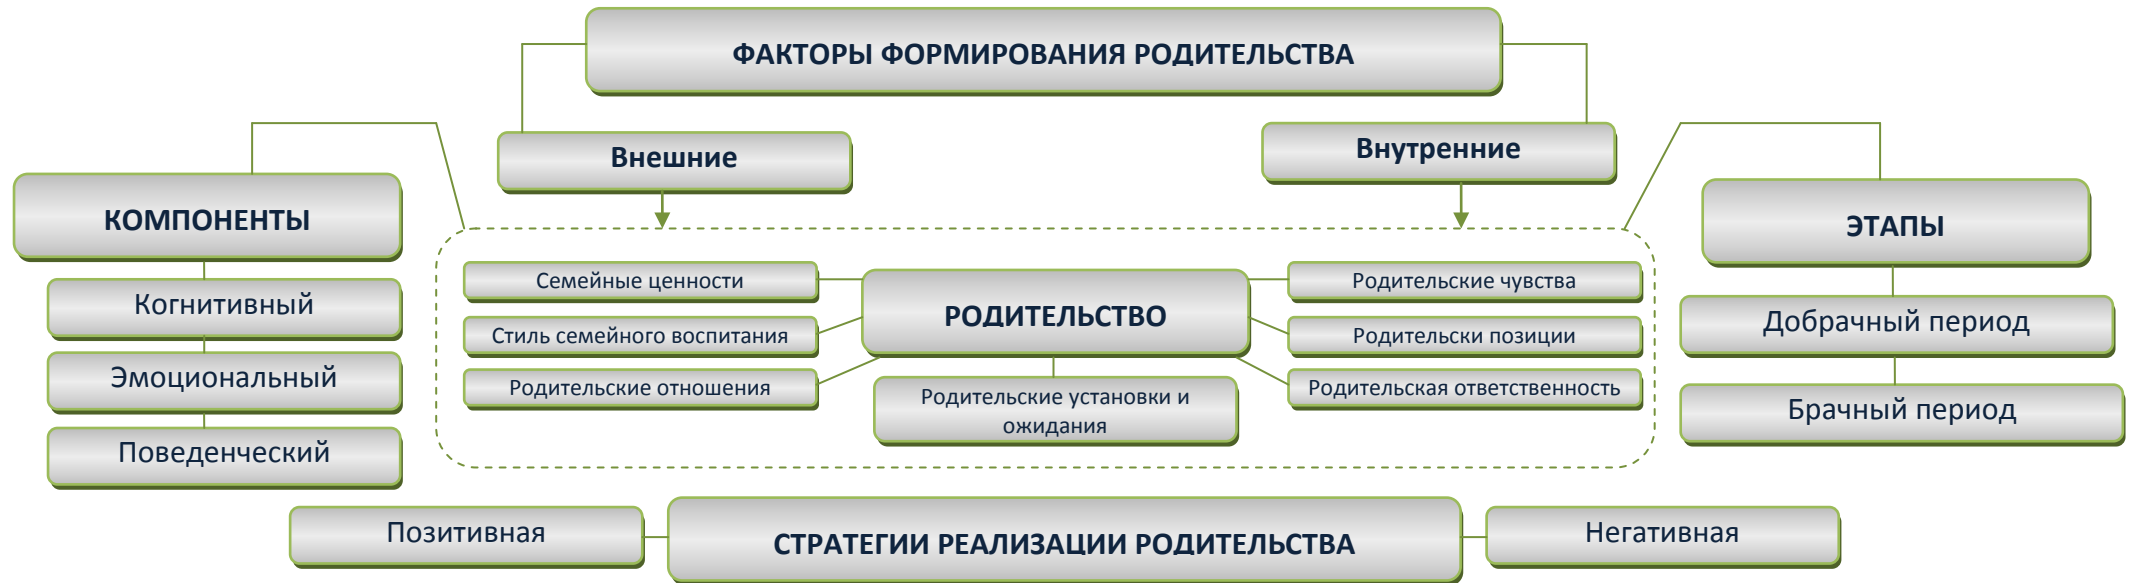 ФАКТОРЫ ФОРМИРОВАНИЯ РОДИТЕЛЬСТВА
Внешние
Внутренние
КОМПОНЕНТЫ
Когнитивный
Эмоциональный
Поведенческий
Семейные ценности
Стиль семейного воспитания
Родительские отношения
РОДИТЕЛЬСТВО
Родительские установки и
ожидания
Родительские чувства
Родительски позиции
Родительская ответственность
ЭТАПЫ
Добрачный период
Брачный период
Позитивная
СТРАТЕГИИ РЕАЛИЗАЦИИ РОДИТЕЛЬСТВА
Негативная